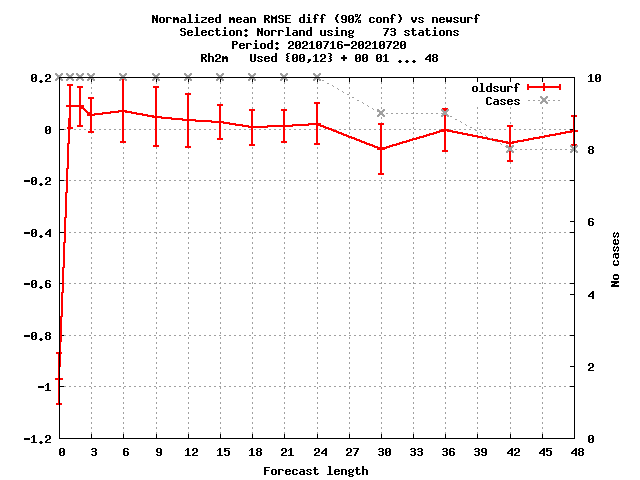 Normalized mean RMSE diff (90% conf) vs newsurf
Selection: Norrland using    73 stations
Period: 20210716-20210720
Rh2m   Used {00,12} + 00 01 ... 48
oldsurf
Cases
0,2
0
-0,2
-0,4
-0,6
-0,8
-1
-1,2
10
8
6
4
2
0
No cases
0 3 6 9 12 15 18 21 24 27 30 33 36 39 42 45 48
Forecast length